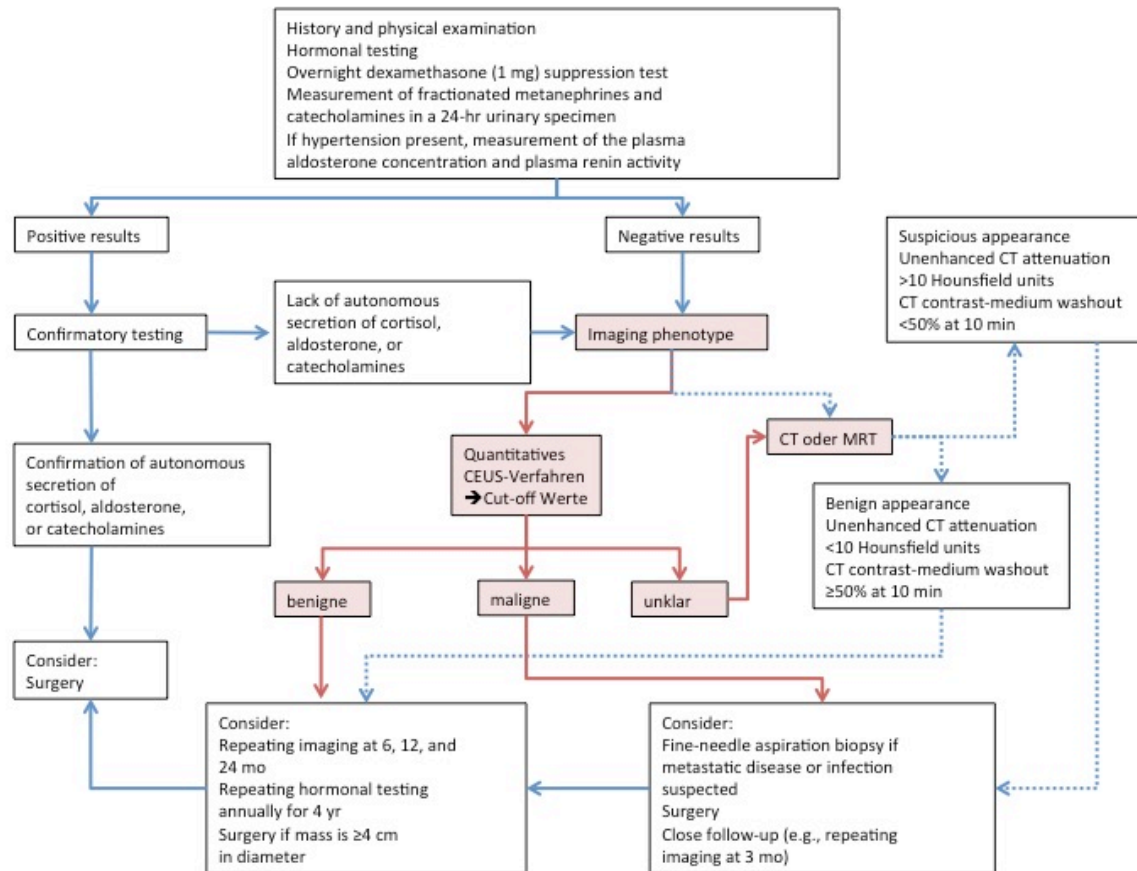 History and physical examination
Hormonal testing
Overnight dexamethasone (1 mg) suppression test
Measurement of fractionated metanephrines and
catecholamines in a 24-hr urinary specimen
If hypertension present, measurement of the plasma
aldosterone concentration and plasma renin activity
Positive results
Negative results
Suspicious appearance
Unenhanced CT attenuation
>10 Hounsfield units
CT contrast-medium washout
<50% at 10 min
Confirmatory testing
Lack of autonomous
secretion of cortisol,
aldosterone, or
catecholamines
Imaging phenotype
Confirmation of autonomous
secretion of
cortisol, aldosterone,
or catecholamines
Quantitatives
CEUS-Verfahren
➔Cut-off Werte
CT oder MRT
Benign appearance
Unenhanced CT attenuation
<10 Hounsfield units
CT contrast-medium washout
≥50% at 10 min
benigne
maligne
unklar
Consider:
Surgery
Consider:
Repeating imaging at 6, 12, and
24 mo
Repeating hormonal testing
annually for 4 yr
Surgery if mass is ≥4 cm
in diameter
Consider:
Fine-needle aspiration biopsy if
metastatic disease or infection
suspected
Surgery
Close follow-up (e.g., repeating
imaging at 3 mo)